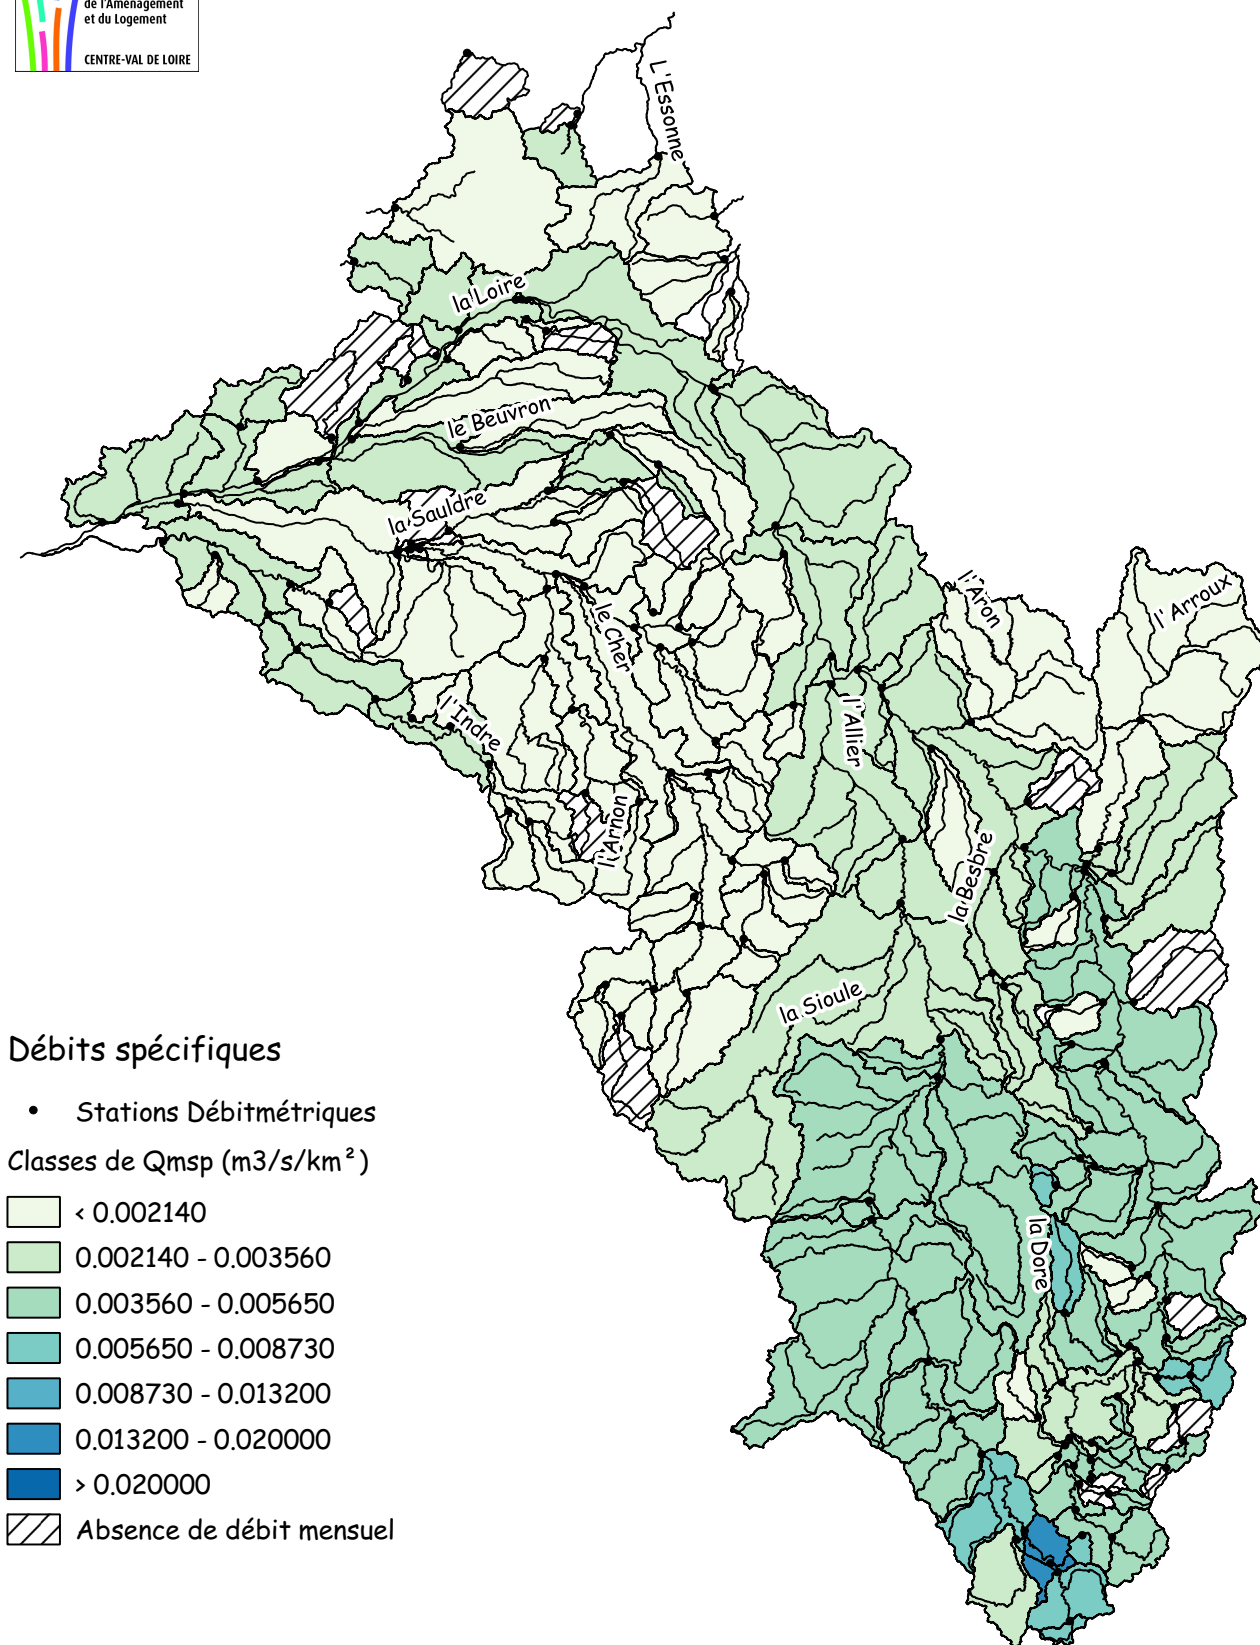 de l'Aménagement
et du Logement
CENTRE-VAL DE LOIRE
L'Essonne
la Loire
le Beuvron
la Sauldre
l'Aron
l' Arroux
le Cher
l'Indre
l'Allier
l'Arnon
la Besbre
la Sioule
la Dore
Débits spécifiques
Stations Débitmétriques
Classes de Qmsp (m3/s/km²)
< 0.002140
0.002140 - 0.003560
0.003560 - 0.005650
0.005650 - 0.008730
0.008730 - 0.013200
0.013200 - 0.020000
> 0.020000
Absence de débit mensuel